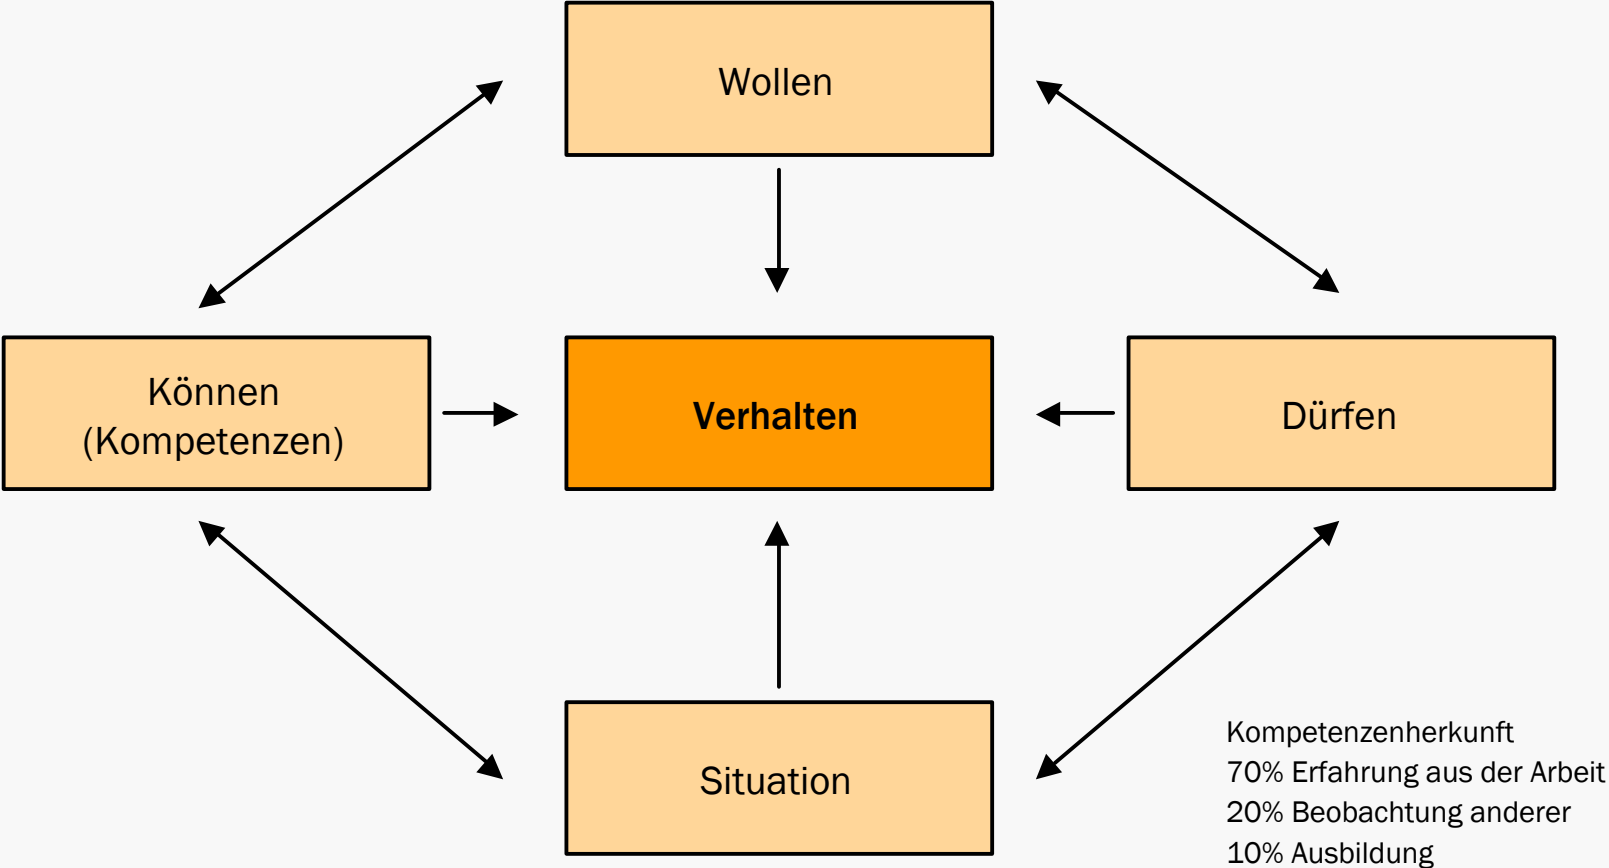 Wollen
Können
(Kompetenzen)
Verhalten
Dürfen
Situation
Kompetenzenherkunft
70% Erfahrung aus der Arbeit
20% Beobachtung anderer
10% Ausbildung